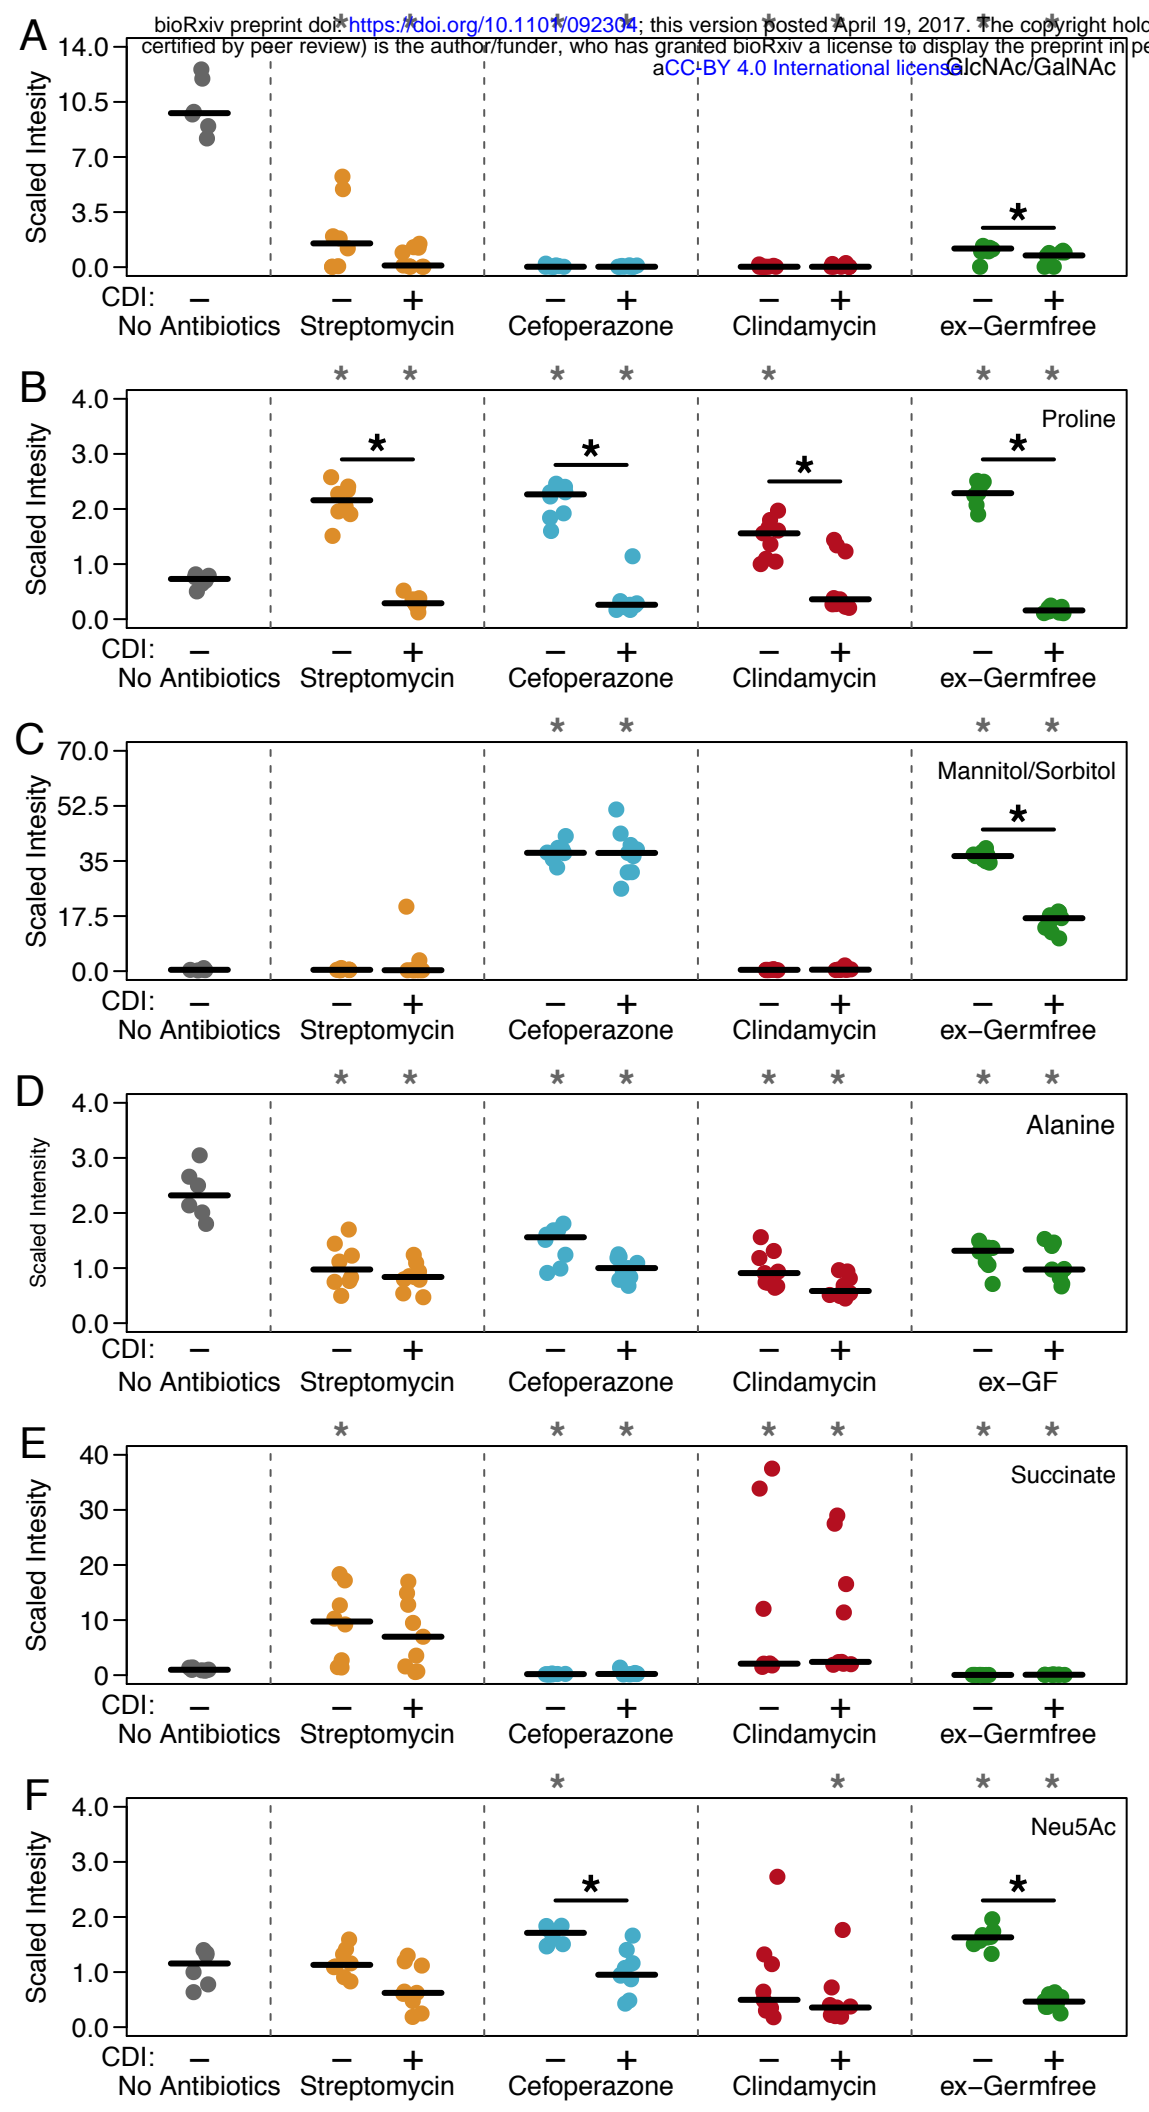 bioRxiv preprint doi: https://doi.org/10.1101/092304; this version posted April 19, 2017. The copyright hold
certified by peer review) is the author/funder, who has granted bioRxiv a license to display the preprint in pe
aCC-BY 4.0 International license.
A
GlcNAc/GalNAc
Scaled Intesity
14.0
10.5
7.0
3.5
0.0
*
CDI: − − + − + − + − +
No Antibiotics Streptomycin Cefoperazone Clindamycin ex−Germfree
* * * * * * *
B
Proline
Scaled Intesity
4.0
3.0
2.0
1.0
0.0
* * * *
CDI: − − + − + − + − +
No Antibiotics Streptomycin Cefoperazone Clindamycin ex−Germfree
* * * *
C
Mannitol/Sorbitol
Scaled Intesity
70.0
52.5
35
17.5
0.0
*
CDI: − − + − + − + − +
No Antibiotics Streptomycin Cefoperazone Clindamycin ex−Germfree
* * * * * * * *
D
Alanine
Scaled Intensity
4.0
3.0
2.0
1.0
0.0
CDI: − − + − + − + − +
No Antibiotics Streptomycin Cefoperazone Clindamycin ex−GF
* * * * * * *
E
Succinate
Scaled Intesity
40
30
20
10
0
CDI: − − + − + − + − +
No Antibiotics Streptomycin Cefoperazone Clindamycin ex−Germfree
* * * *
F
Neu5Ac
Scaled Intesity
4.0
3.0
2.0
1.0
0.0
* *
CDI: − − + − + − + − +
No Antibiotics Streptomycin Cefoperazone Clindamycin ex−Germfree